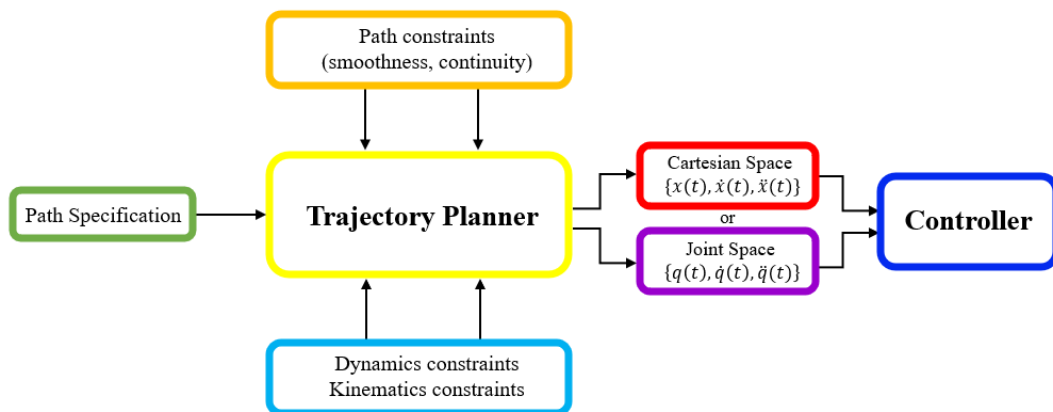 Path constraints
(smoothness, continuity)
Path Specification
Trajectory Planner
Cartesian Space
{x(t), ẋ(t), ẍ(t)}
or
Joint Space
{q(t), q̇(t), q̈(t)}
Controller
Dynamics constraints
Kinematics constraints